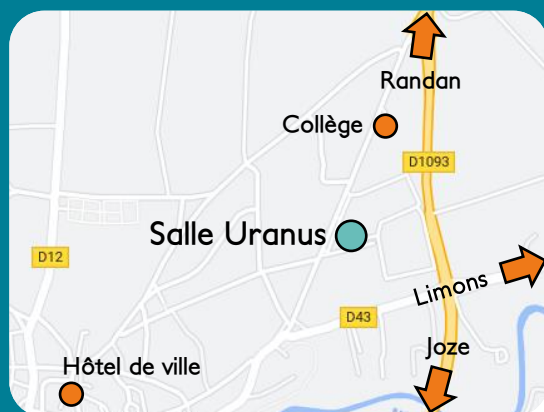 Randan
Collège
D1093
Salle Uranus
D12
Limons
D43
Joze
Hôtel de ville